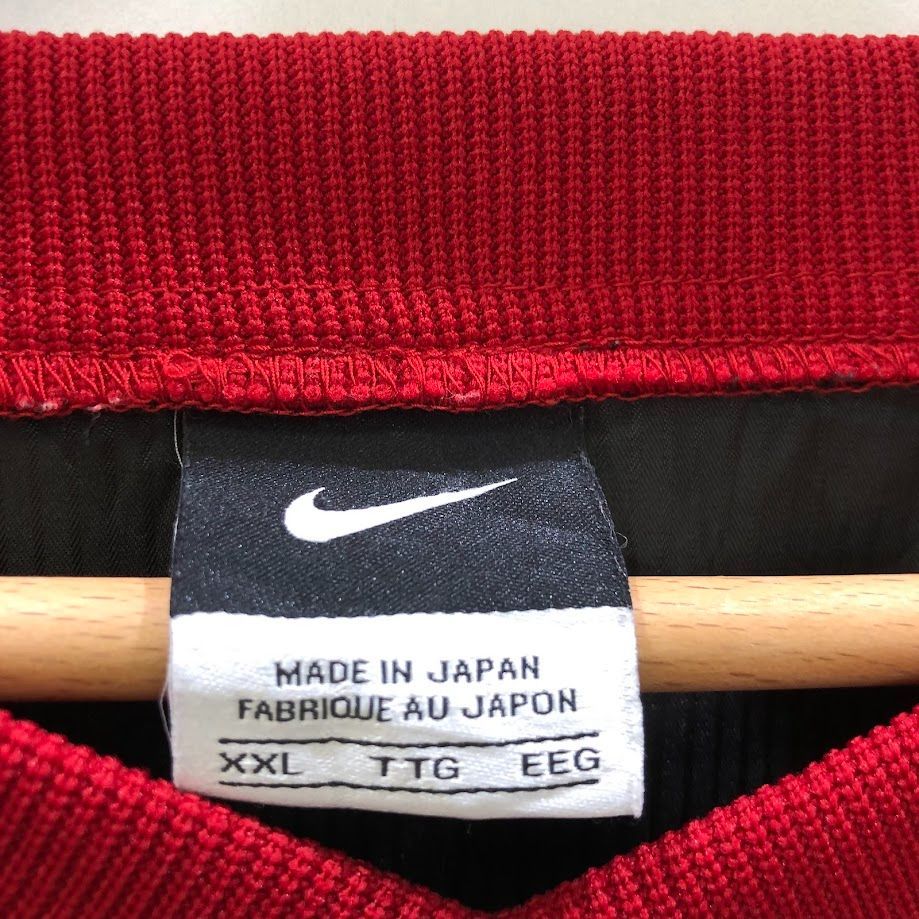 MADE IN JAPAN
FABRIQUE AU JAPON
XXL TTG EEG